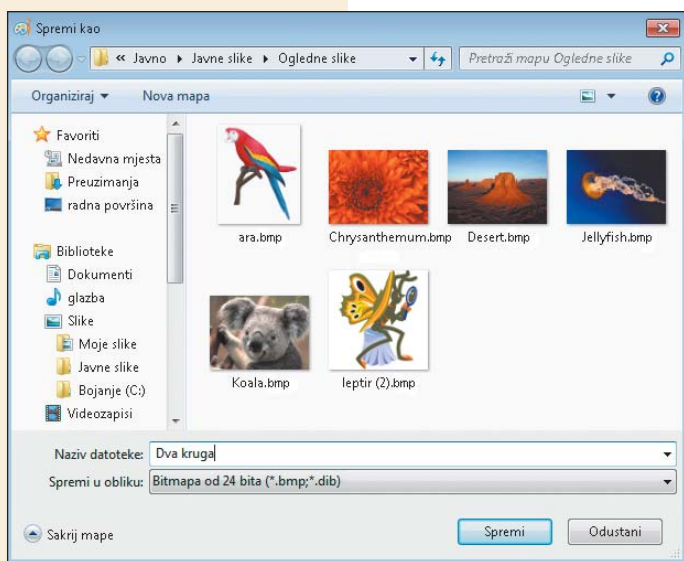 Spremi kao
« Javno ▸ Javne slike ▸ Ogledne slike
Pretraži mapu Ogledne slike
Organiziraj ▾ Nova mapa
Favoriti
Nedavna mjesta
Preuzimanja
radna površina
Biblioteke
Dokumenti
glazba
Slike
Moje slike
Javne slike
Bojanje (C:)
Videozapisi
ara.bmp
Chrysanthemum.bmp
Desert.bmp
Jellyfish.bmp
Koala.bmp
leptir (2).bmp
Naziv datoteke: Dva kruga
Spremi u obliku: Bitmapa od 24 bita (*.bmp;*.dib)
Sakrij mape
Spremi
Odustani